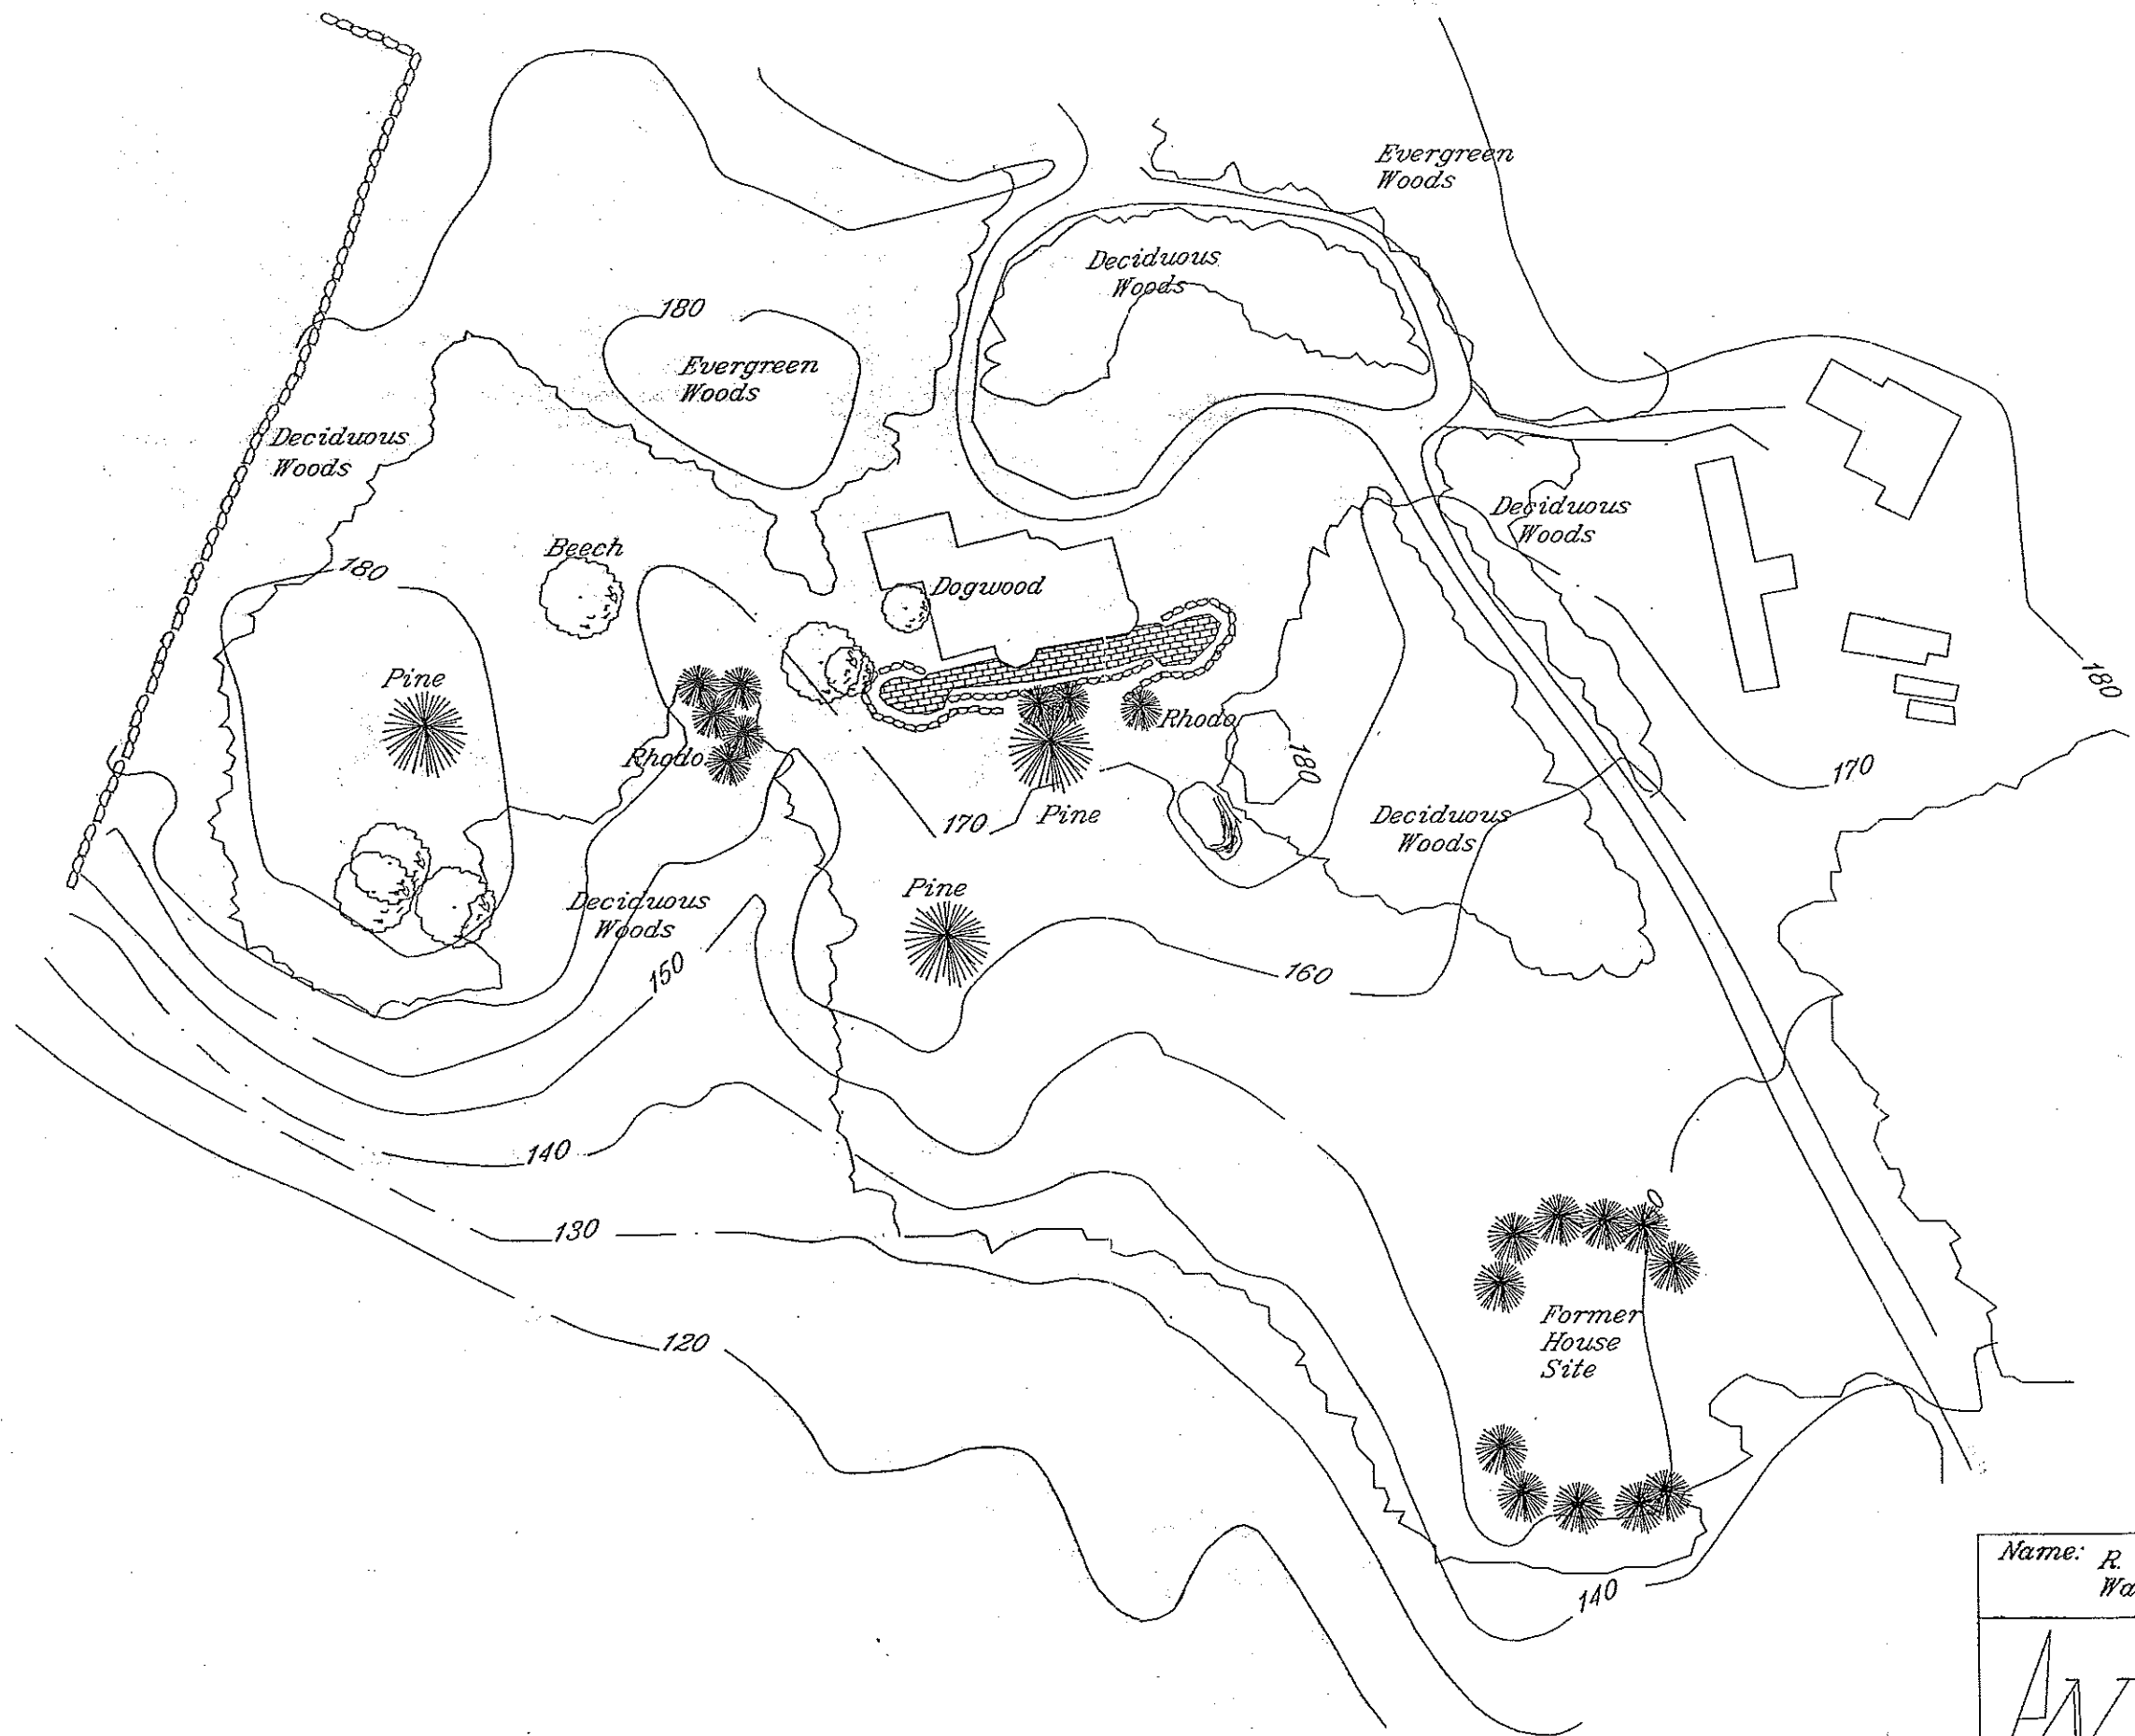 Evergreen
Woods
Deciduous
Woods
180
Evergreen
Woods
Deciduous
Woods
Deciduous
Woods
Beech
180
Dogwood
Pine
180
Rhodo
Rhodo
180
170
170
Pine
Deciduous
Woods
Pine
Deciduous
Woods
150
160
140
130
120
Former
House
Site
140
Name: R.
Wa